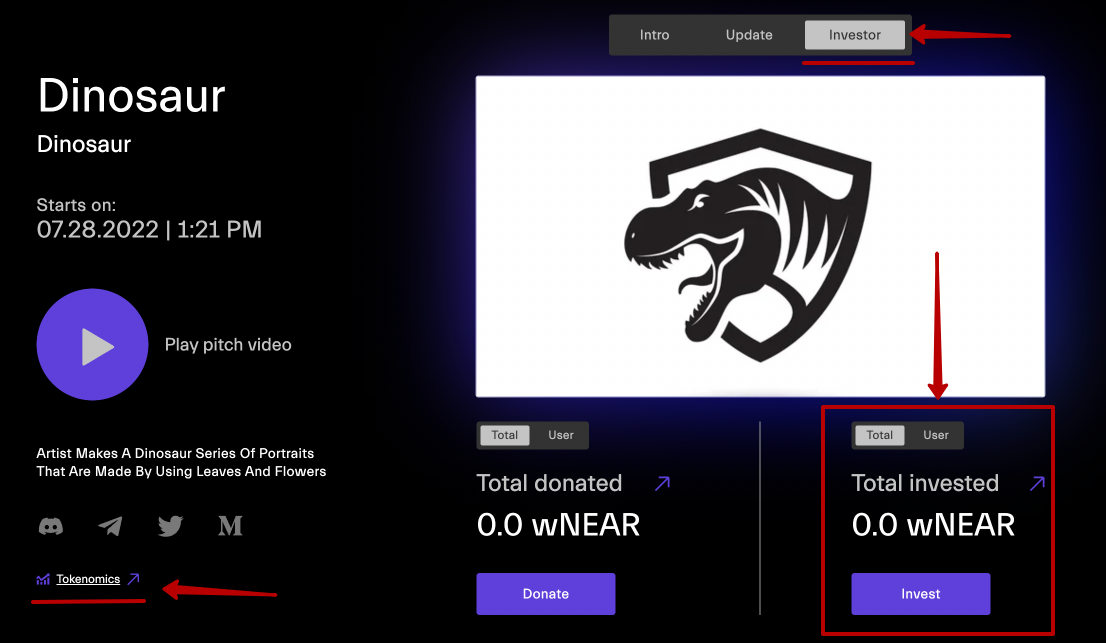 Intro Update Investor
Dinosaur
Dinosaur
Starts on:
07.28.2022 | 1:21 PM
Play pitch video
Artist Makes A Dinosaur Series Of Portraits
That Are Made By Using Leaves And Flowers
Tokenomics
Total User
Total donated
0.0 wNEAR
Donate
Total User
Total invested
0.0 wNEAR
Invest